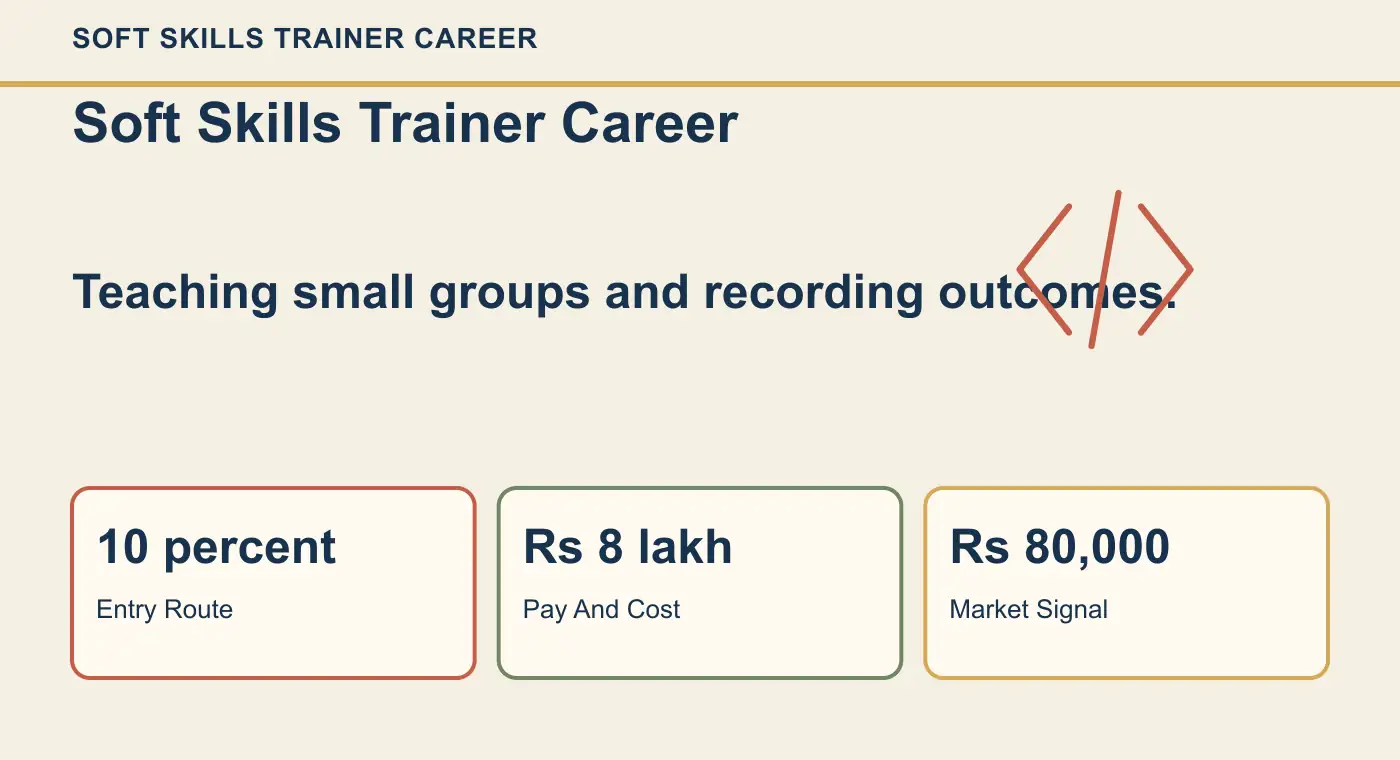 SOFT SKILLS TRAINER CAREER
Soft Skills Trainer Career
Teaching small groups and recording outcomes.
10 percent
Entry Route
Rs 8 lakh
Pay And Cost
Rs 80,000
Market Signal